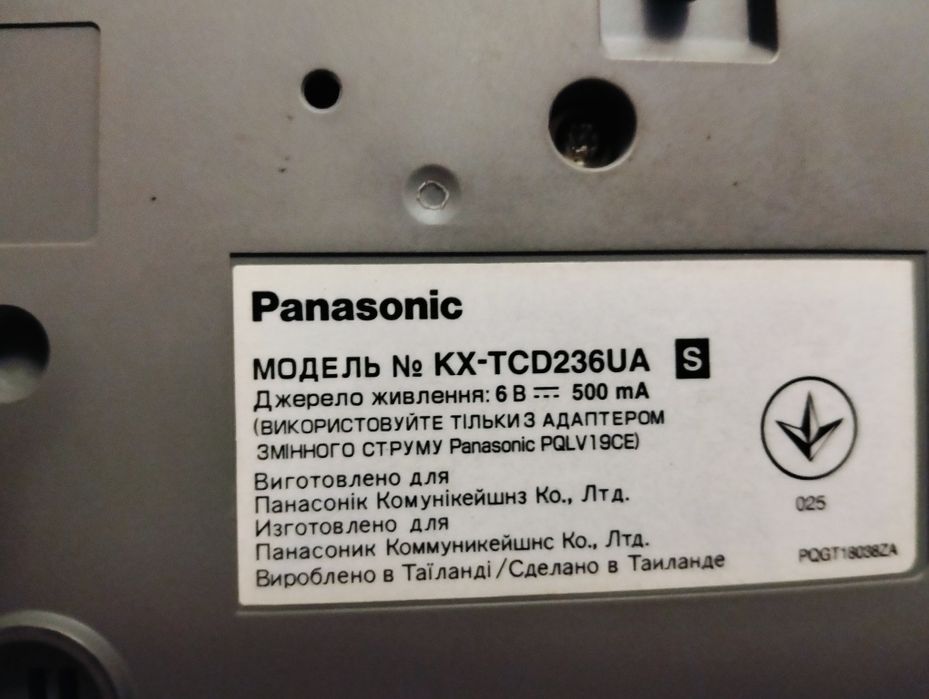 Panasonic
МОДЕЛЬ № KX-TCD236UA S
Джерело живлення: 6 В ⎓ 500 mA
(ВИКОРИСТОВУЙТЕ ТІЛЬКИ З АДАПТЕРОМ
ЗМІННОГО СТРУМУ Panasonic PQLV19CE)
Виготовлено для
Панасонік Комунікейшнз Ко., Лтд.
Изготовлено для
Панасоник Коммуникейшнс Ко., Лтд.
Вироблено в Таїланді/Сделано в Таиланде
025
PQGT18038ZA